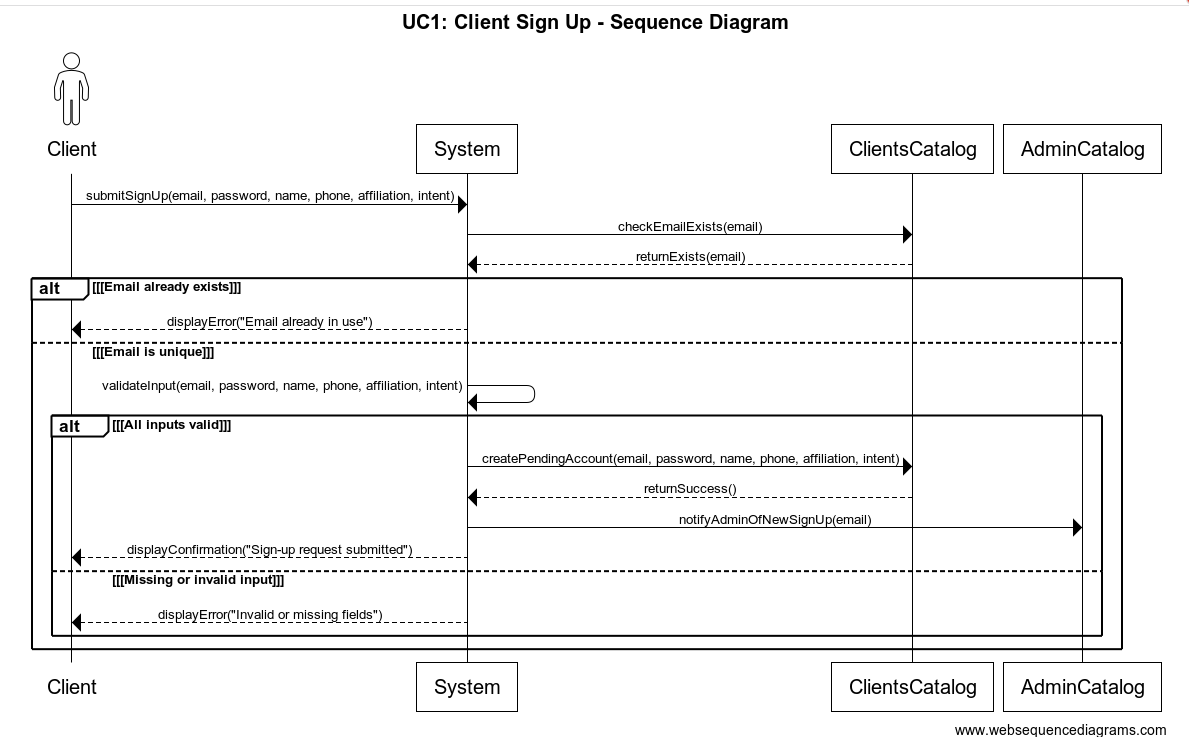 UC1: Client Sign Up - Sequence Diagram
Client
System
ClientsCatalog
AdminCatalog
submitSignUp(email, password, name, phone, affiliation, intent)
checkEmailExists(email)
returnExists(email)
alt
[[[Email already exists]]]
displayError("Email already in use")
[[[Email is unique]]]
validateInput(email, password, name, phone, affiliation, intent)
alt
[[[All inputs valid]]]
createPendingAccount(email, password, name, phone, affiliation, intent)
returnSuccess()
notifyAdminOfNewSignUp(email)
displayConfirmation("Sign-up request submitted")
[[[Missing or invalid input]]]
displayError("Invalid or missing fields")
Client
System
ClientsCatalog
AdminCatalog
www.websequencediagrams.com